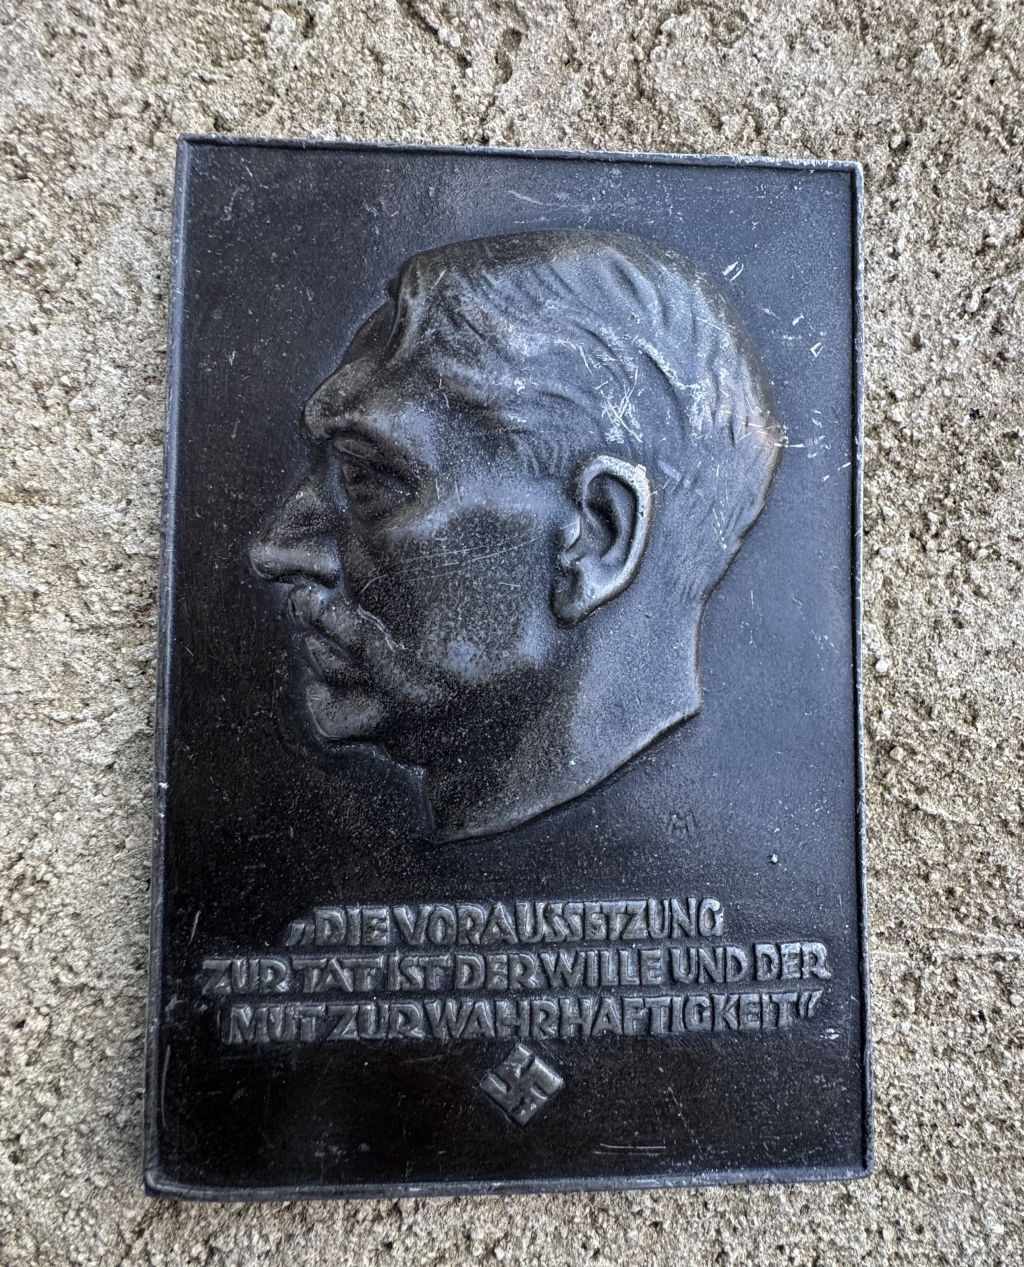 „DIE VORAUSSETZUNG
ZUR TAT IST DER WILLE UND DER
MUT ZUR WAHRHAFTIGKEIT“